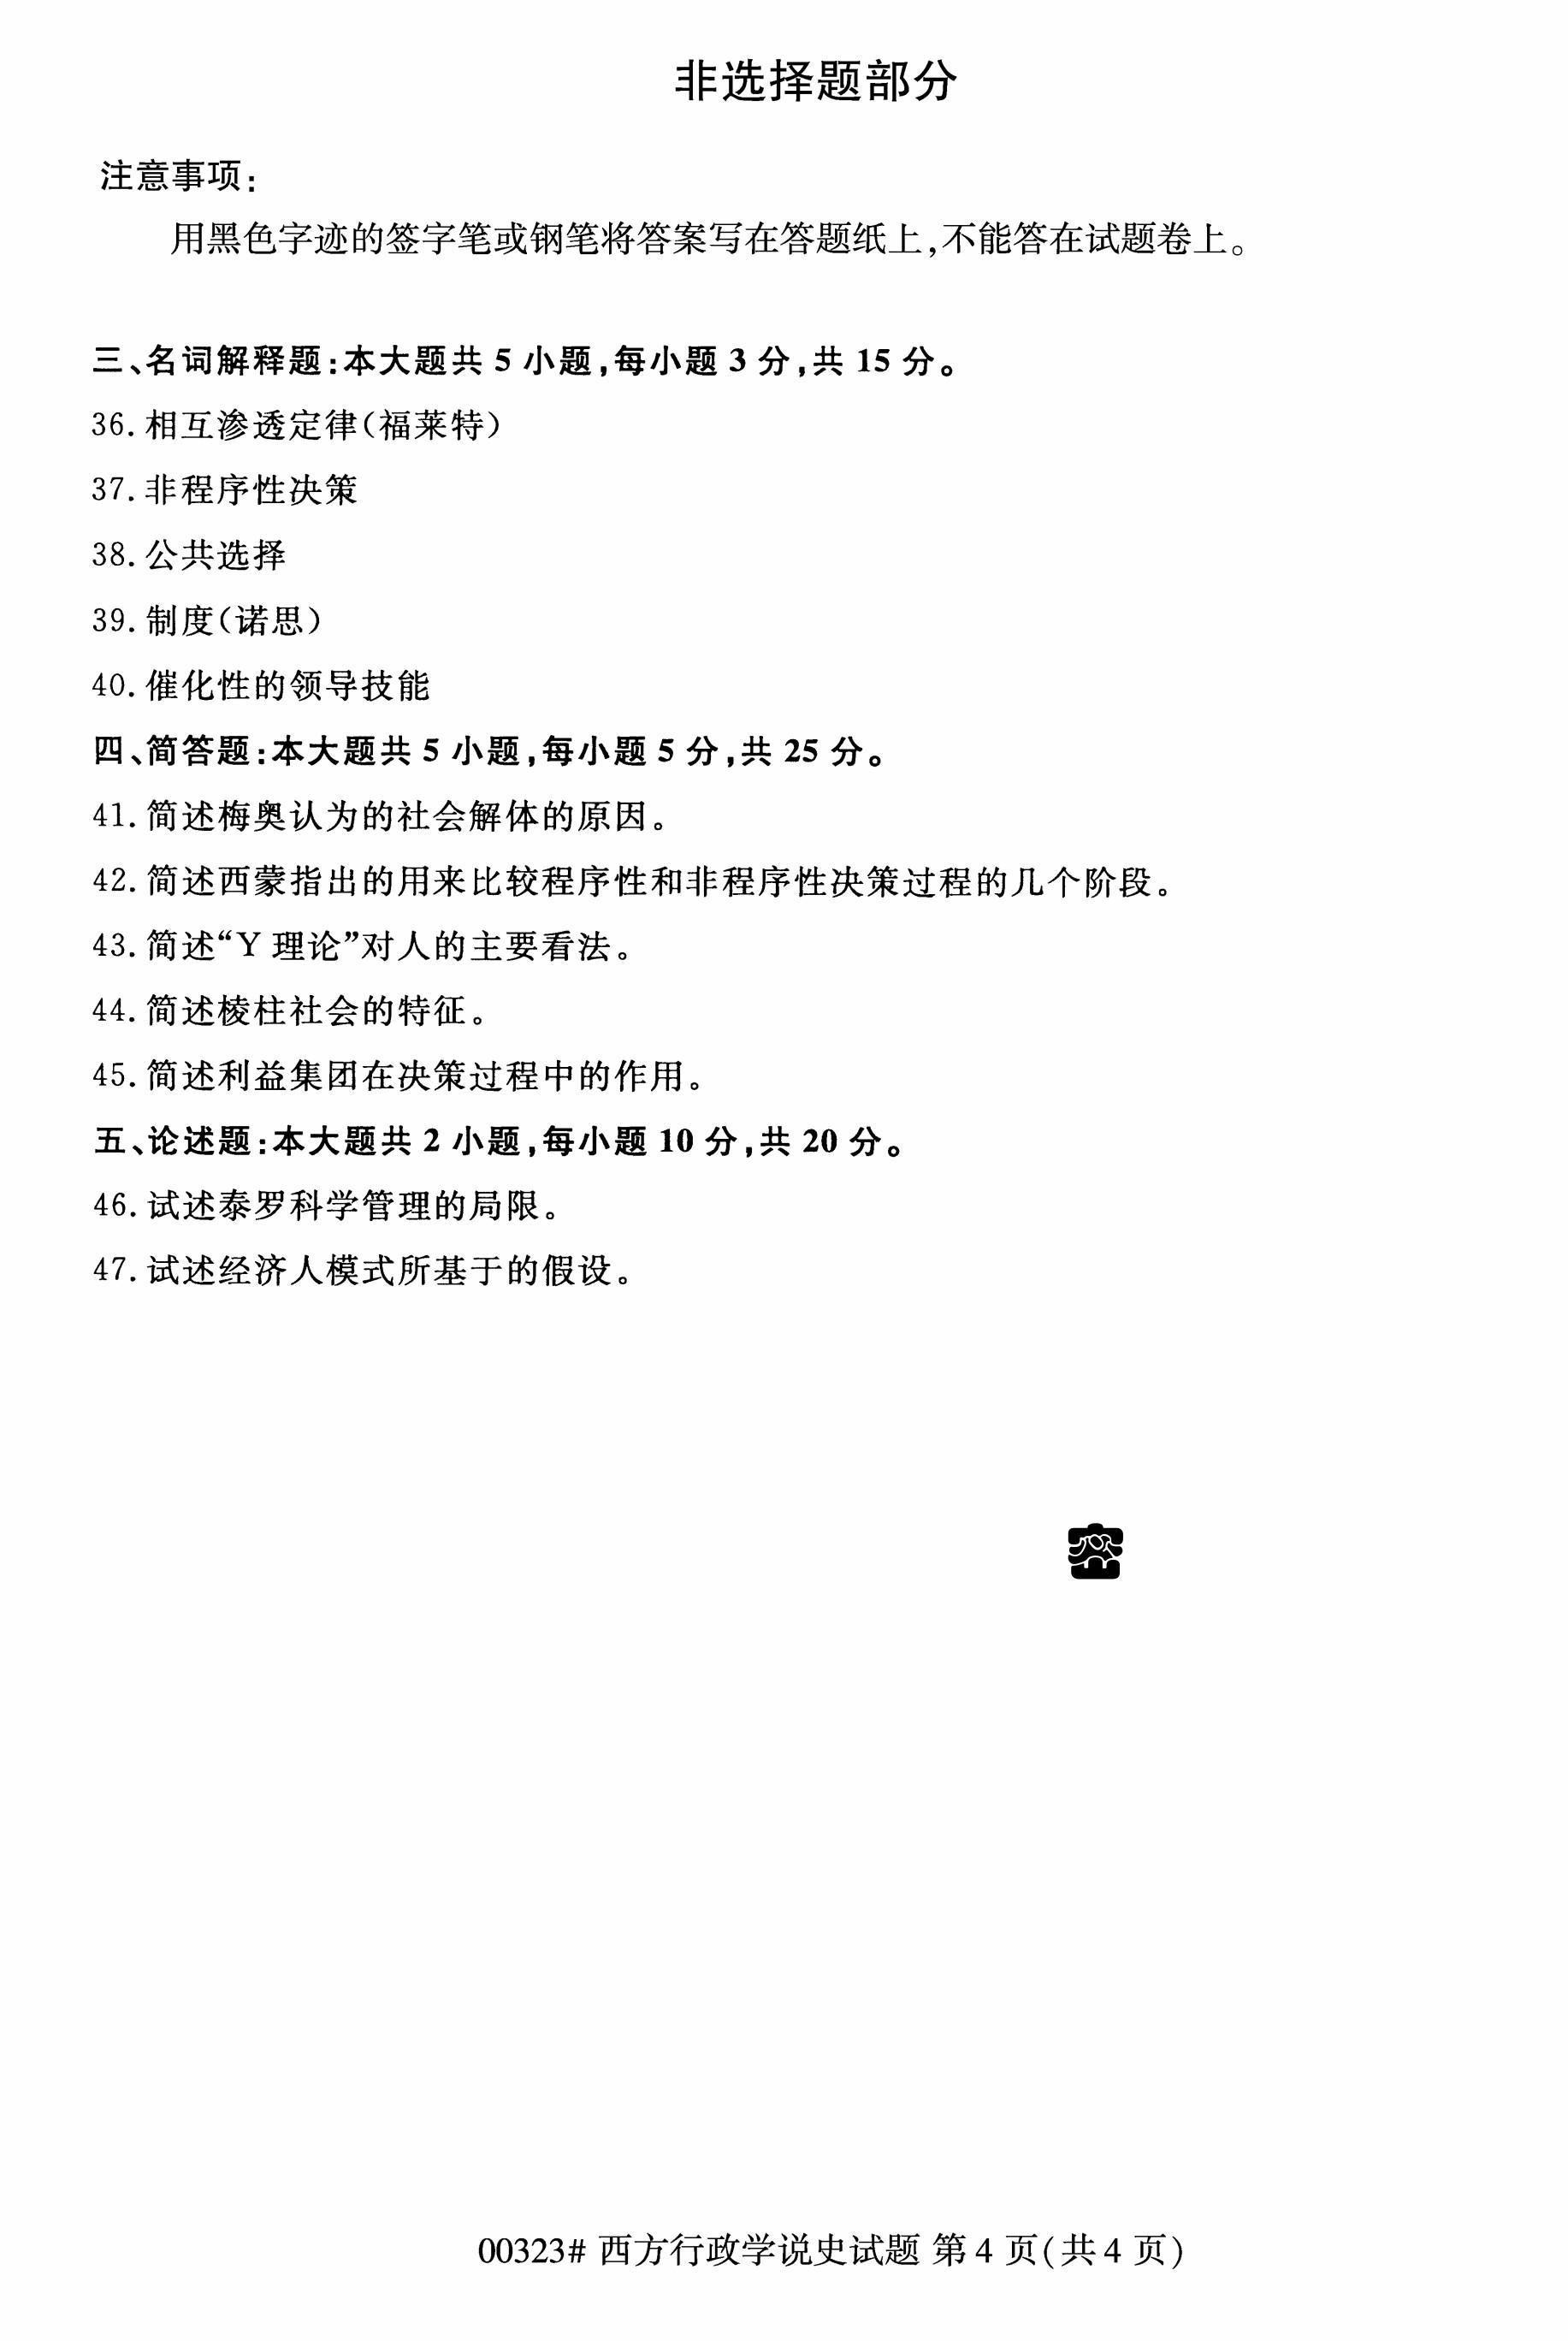 非选择题部分
注意事项:
用黑色字迹的签字笔或钢笔将答案写在答题纸上,不能答在试题卷上。
三、名词解释题:本大题共 5 小题,每小题 3 分,共 15 分。
36. 相互渗透定律(福莱特)
37. 非程序性决策
38. 公共选择
39. 制度(诺思)
40. 催化性的领导技能
四、简答题:本大题共 5 小题,每小题 5 分,共 25 分。
41. 简述梅奥认为的社会解体的原因。
42. 简述西蒙指出的用来比较程序性和非程序性决策过程的几个阶段。
43. 简述“Y 理论”对人的主要看法。
44. 简述棱柱社会的特征。
45. 简述利益集团在决策过程中的作用。
五、论述题:本大题共 2 小题,每小题 10 分,共 20 分。
46. 试述泰罗科学管理的局限。
47. 试述经济人模式所基于的假设。
密
00323# 西方行政学说史试题 第 4 页(共 4 页)